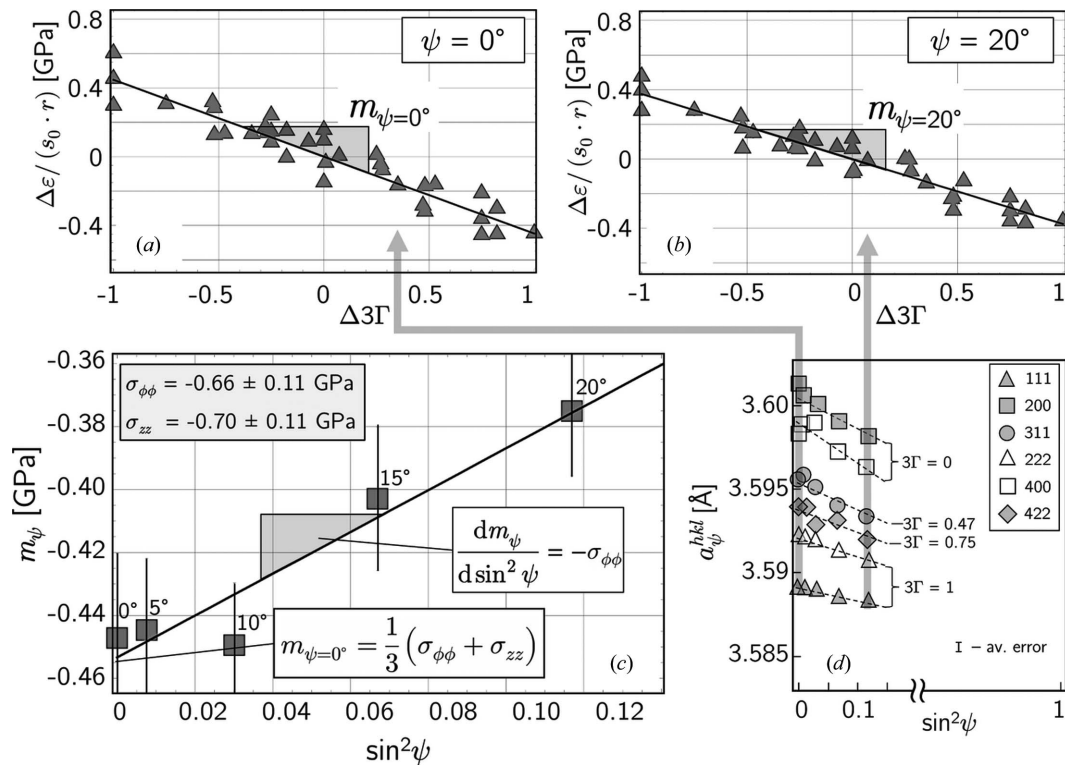 0.8
0.4
0
-0.4
Δε/(s₀ · r) [GPa]
ψ = 0°
m_ψ=0°
(a)
-1 -0.5 0 0.5 1
Δ3Γ
0.8
0.4
0
-0.4
Δε/(s₀ · r) [GPa]
ψ = 20°
m_ψ=20°
(b)
-1 -0.5 0 0.5 1
Δ3Γ
-0.36
-0.38
-0.40
-0.42
-0.44
-0.46
m_ψ [GPa]
σ_ϕϕ = -0.66 ± 0.11 GPa
σ_zz = -0.70 ± 0.11 GPa
0°
5°
10°
15°
20°
dm_ψ/dsin²ψ = -σ_ϕϕ
m_ψ=0° = 1/3 (σ_ϕϕ + σ_zz)
(c)
0 0.02 0.04 0.06 0.08 0.10 0.12
sin²ψ
3.60
3.595
3.59
3.585
a_ψ^hkl [Å]
111
200
311
222
400
422
3Γ = 0
3Γ = 0.47
3Γ = 0.75
3Γ = 1
(d)
I - av. error
0 0.1 1
sin²ψ